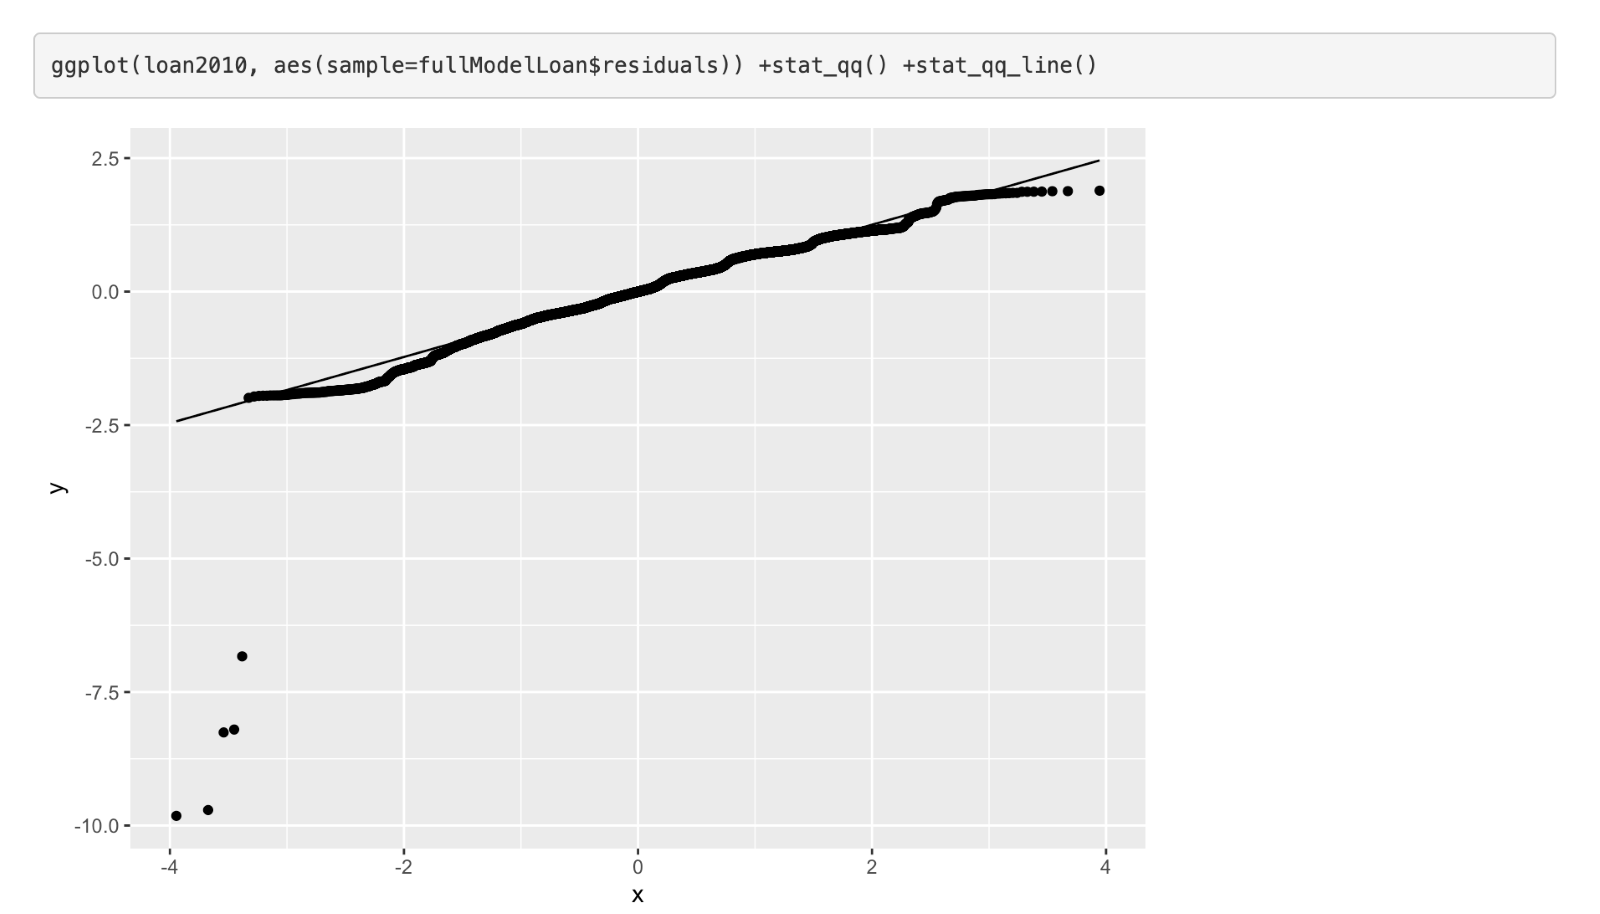 ggplot(loan2010, aes(sample=fullModelLoan$residuals)) +stat_qq() +stat_qq_line()
2.5
0.0
-2.5
y
-5.0
-7.5
-10.0
-4 -2 0 2 4
x